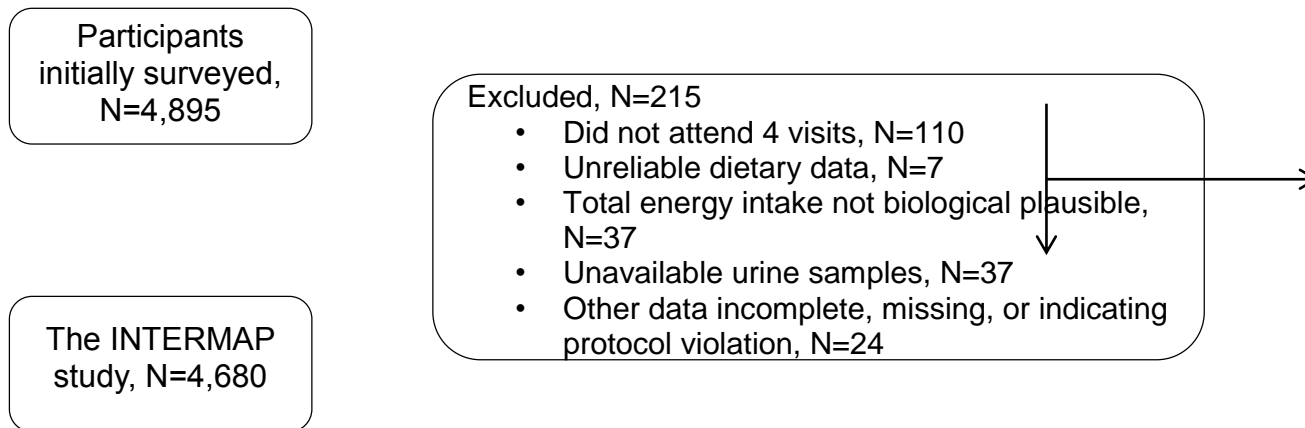 Participants
initially surveyed,
N=4,895
Excluded, N=215
• Did not attend 4 visits, N=110
• Unreliable dietary data, N=7
• Total energy intake not biological plausible,
N=37
• Unavailable urine samples, N=37
• Other data incomplete, missing, or indicating
protocol violation, N=24
The INTERMAP
study, N=4,680